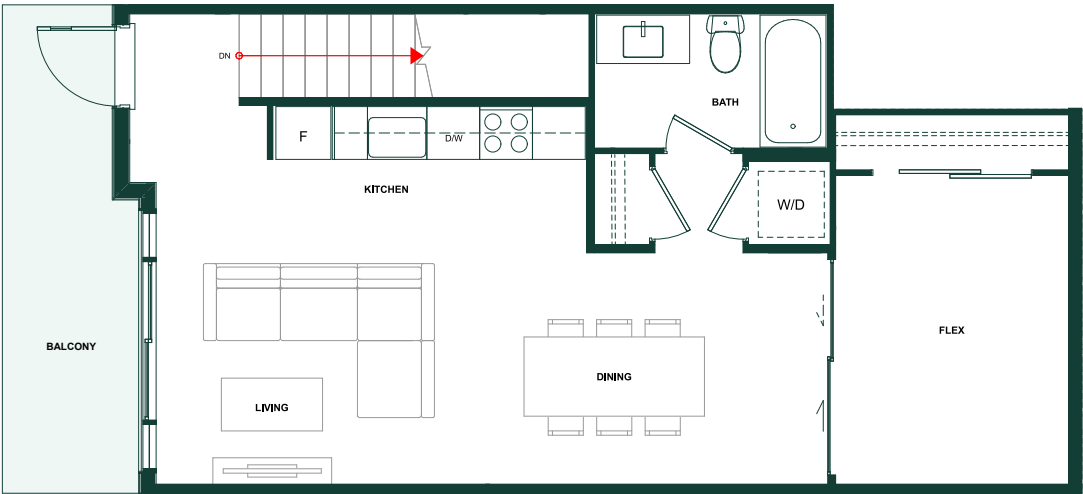 DN
BATH
F
D/W
KITCHEN
W/D
FLEX
BALCONY
DINING
LIVING